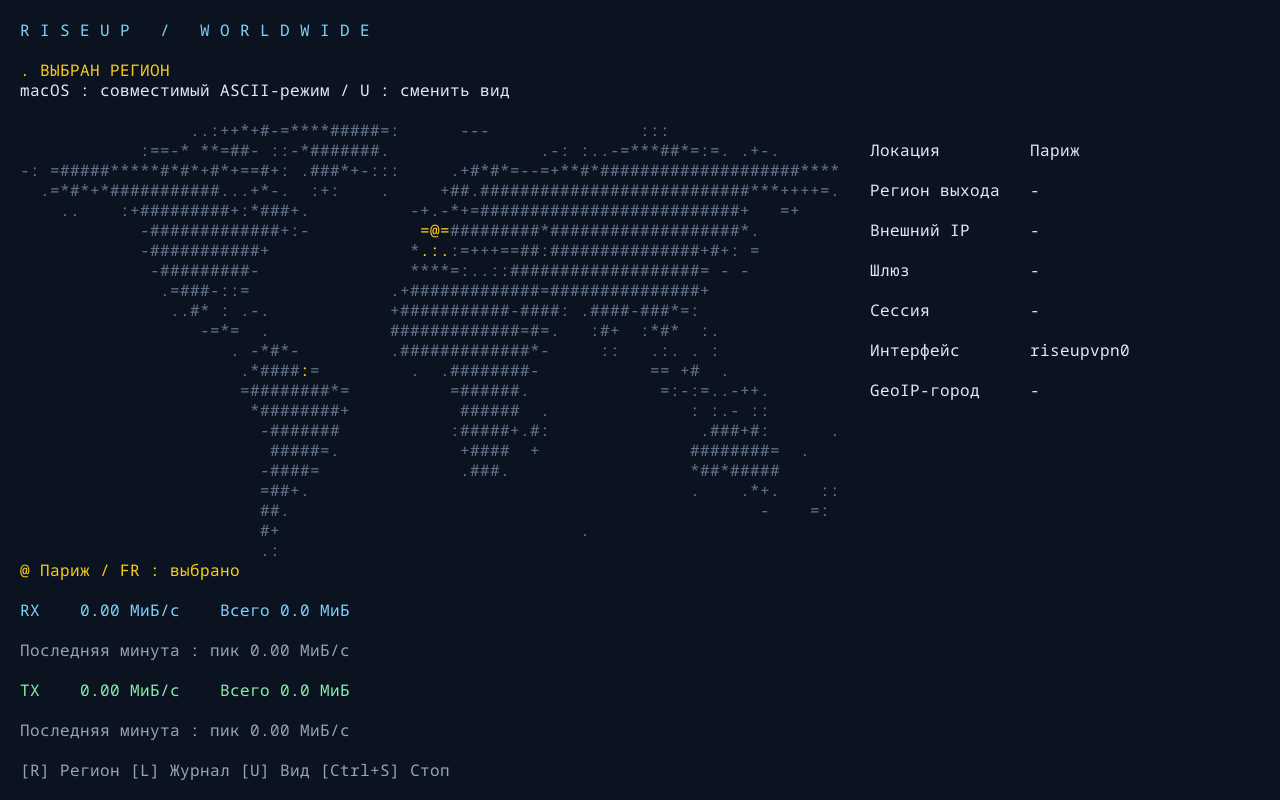 RISEUP / WORLDWIDE
. ВЫБРАН РЕГИОН
macOS : совместимый ASCII-режим / U : сменить вид
Локация Париж
Регион выхода -
Внешний IP -
Шлюз -
Сессия -
Интерфейс riseupvpn0
GeoIP-город -
@ Париж / FR : выбрано
RX 0.00 МиБ/с Всего 0.0 МиБ
Последняя минута : пик 0.00 МиБ/с
TX 0.00 МиБ/с Всего 0.0 МиБ
Последняя минута : пик 0.00 МиБ/с
[R] Регион [L] Журнал [U] Вид [Ctrl+S] Стоп